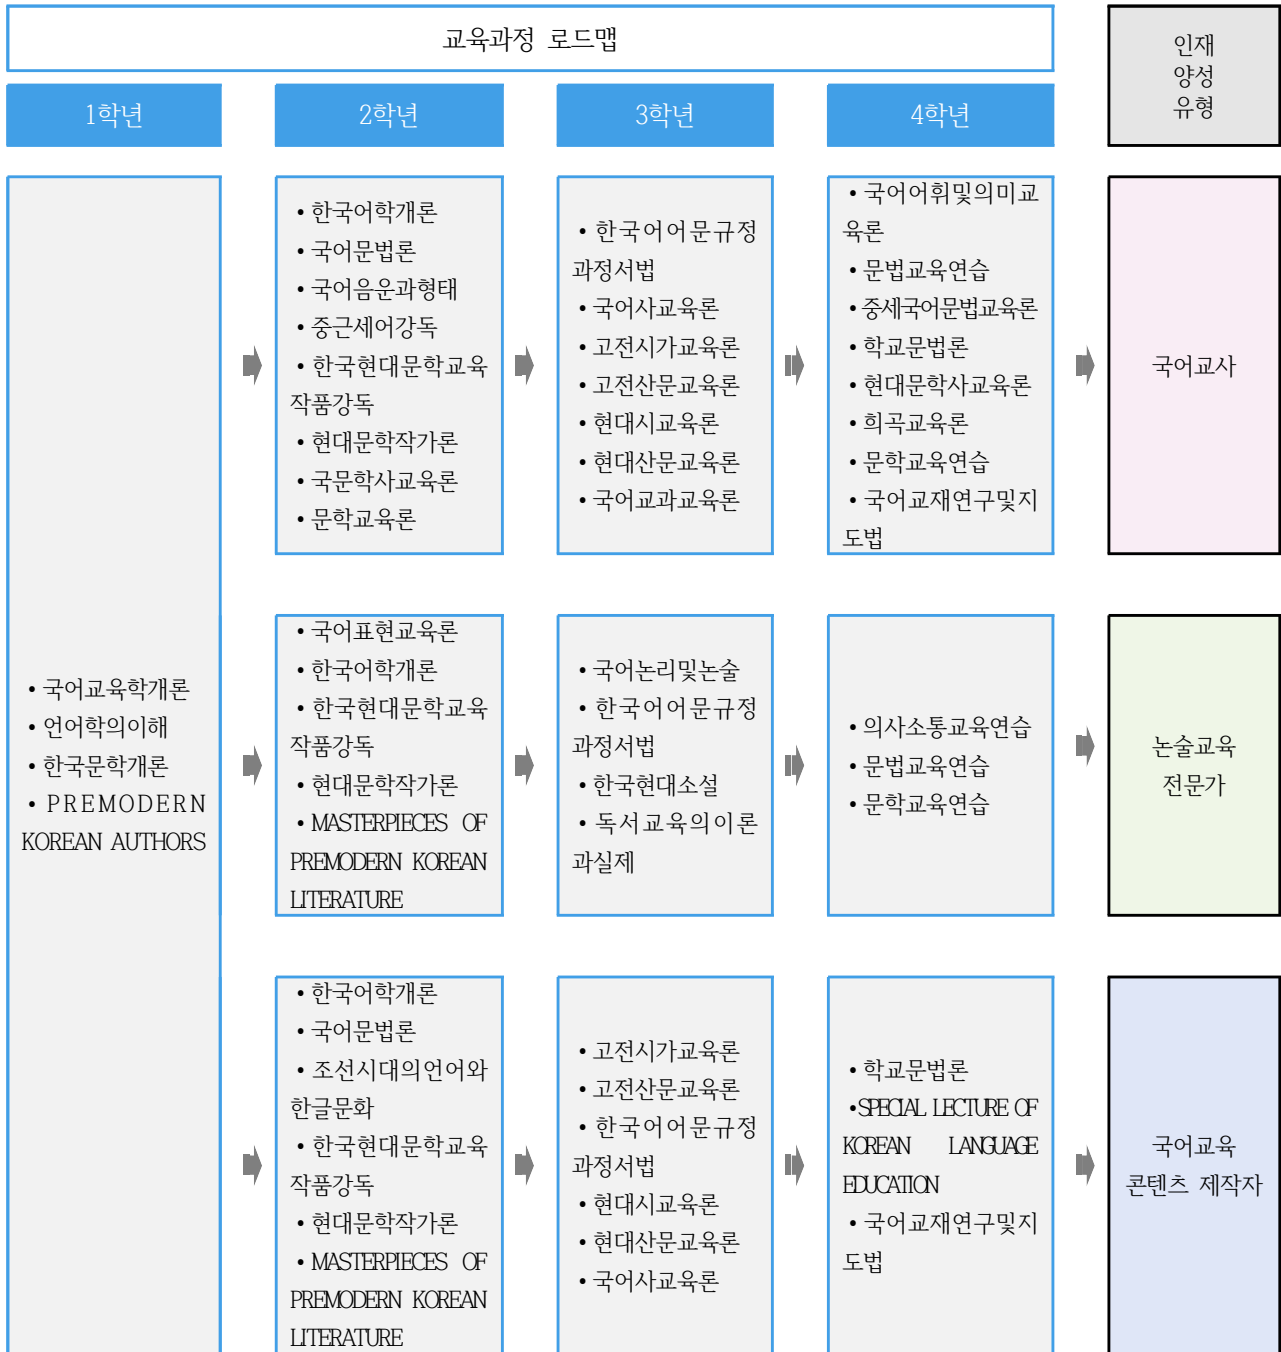 교육과정 로드맵
인재
양성
유형
1학년
2학년
3학년
4학년
• 국어교육학개론
• 언어학의이해
• 한국문학개론
• PREMODERN
KOREAN AUTHORS
• 한국어학개론
• 국어문법론
• 국어음운과형태
• 중근세어강독
• 한국현대문학교육
작품강독
• 현대문학작가론
• 국문학사교육론
• 문학교육론
• 한국어어문규정
과정서법
• 국어사교육론
• 고전시가교육론
• 고전산문교육론
• 현대시교육론
• 현대산문교육론
• 국어교과교육론
• 국어어휘및의미교
육론
• 문법교육연습
• 중세국어문법교육론
• 학교문법론
• 현대문학사교육론
• 희곡교육론
• 문학교육연습
• 국어교재연구및지
도법
국어교사
• 국어표현교육론
• 한국어학개론
• 한국현대문학교육
작품강독
• 현대문학작가론
• MASTERPIECES OF
PREMODERN KOREAN
LITERATURE
• 국어논리및논술
• 한국어어문규정
과정서법
• 한국현대소설
• 독서교육의이론
과실제
• 의사소통교육연습
• 문법교육연습
• 문학교육연습
논술교육
전문가
• 한국어학개론
• 국어문법론
• 조선시대의언어와
한글문화
• 한국현대문학교육
작품강독
• 현대문학작가론
• MASTERPIECES OF
PREMODERN KOREAN
LITERATURE
• 고전시가교육론
• 고전산문교육론
• 한국어어문규정
과정서법
• 현대시교육론
• 현대산문교육론
• 국어사교육론
• 학교문법론
•SPECIAL LECTURE OF
KOREAN LANGUAGE
EDUCATION
• 국어교재연구및지
도법
국어교육
콘텐츠 제작자